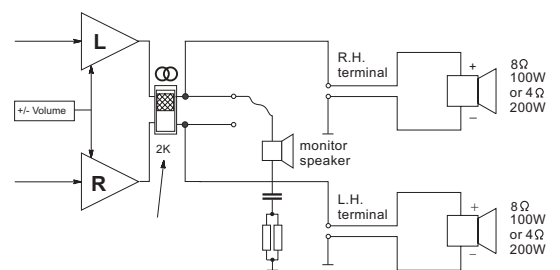 L
+/- Volume
R
2K
monitor
speaker
R.H.
terminal
+
–
8Ω
100W
or 4Ω
200W
L.H.
terminal
+
–
8Ω
100W
or 4Ω
200W